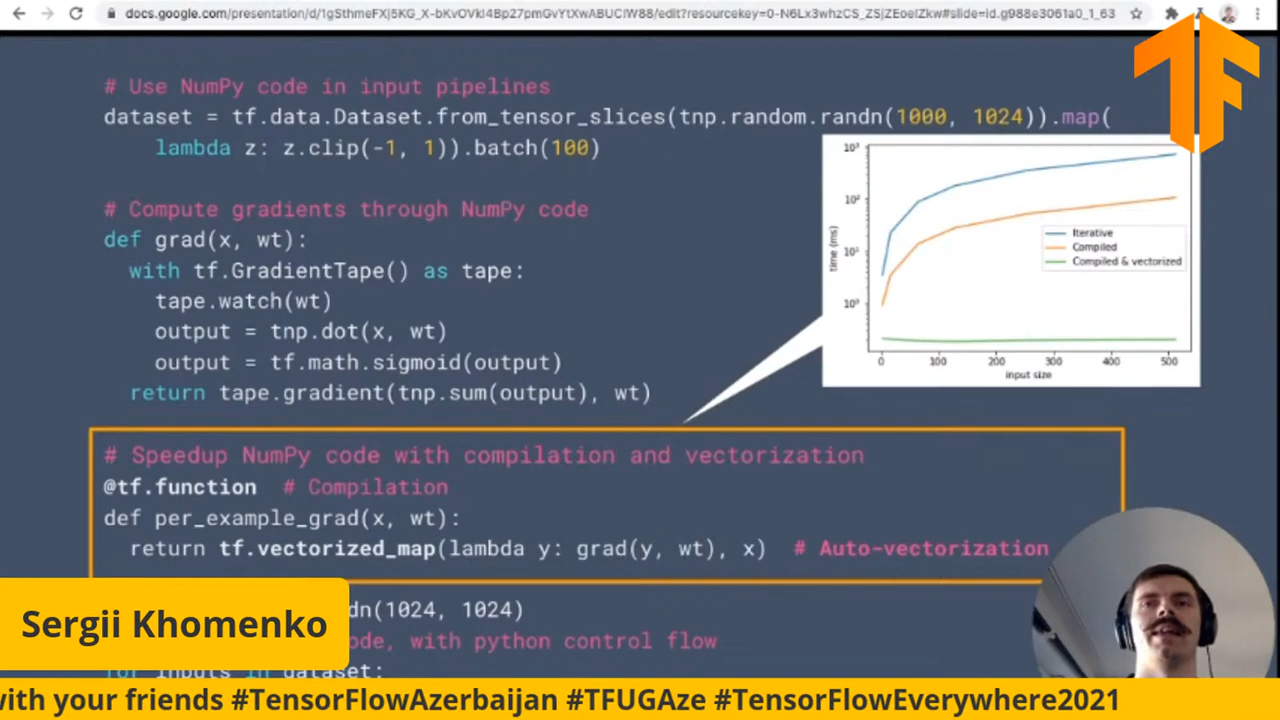 docs.google.com/presentation/d/1gSthmeFXj5KG_X-bKvOVkI4Bp27pmGvYtXwABUCIW88/edit?resourcekey=0-N6Lx3whzCS_ZSjZEoeIZkw#slide=id.g988e3061a0_1_63
# Use NumPy code in input pipelines
dataset = tf.data.Dataset.from_tensor_slices(tnp.random.randn(1000, 1024)).map(
lambda z: z.clip(-1, 1)).batch(100)
# Compute gradients through NumPy code
def grad(x, wt):
with tf.GradientTape() as tape:
tape.watch(wt)
output = tnp.dot(x, wt)
output = tf.math.sigmoid(output)
return tape.gradient(tnp.sum(output), wt)
10³
10²
10¹
10⁰
time (ms)
Iterative
Compiled
Compiled & vectorized
0 100 200 300 400 500
input size
# Speedup NumPy code with compilation and vectorization
@tf.function # Compilation
def per_example_grad(x, wt):
return tf.vectorized_map(lambda y: grad(y, wt), x) # Auto-vectorization
dn(1024, 1024)
ode, with python control flow
for inputs in dataset:
Sergii Khomenko
with your friends #TensorFlowAzerbaijan #TFUGAze #TensorFlowEverywhere2021